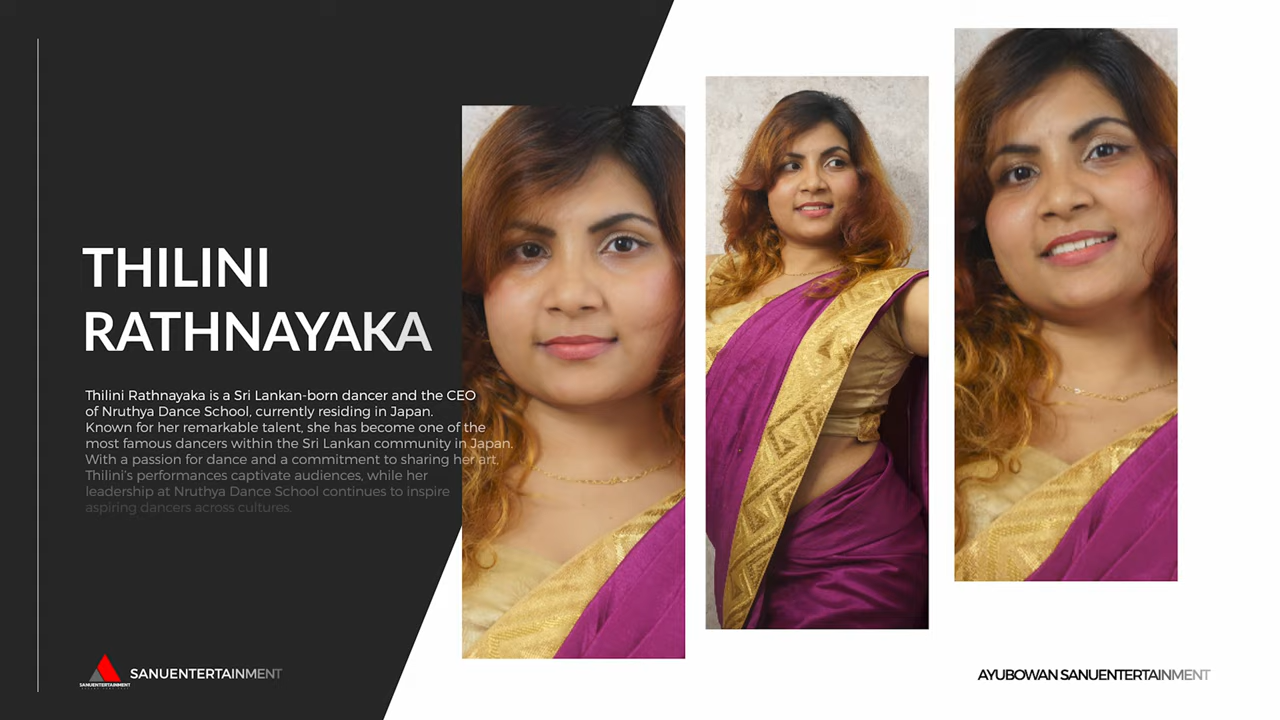 THILINI
RATHNAYAKA
Thilini Rathnayaka is a Sri Lankan-born dancer and the CEO
of Nruthya Dance School, currently residing in Japan.
Known for her remarkable talent, she has become one of the
most famous dancers within the Sri Lankan community in Japan.
With a passion for dance and a commitment to sharing her art,
Thilini's performances captivate audiences, while her
leadership at Nruthya Dance School continues to inspire
aspiring dancers across cultures.
SANUENTERTAINMENT
SANUENTERTAINMENT
AYUBOWAN SANUENTERTAINMENT